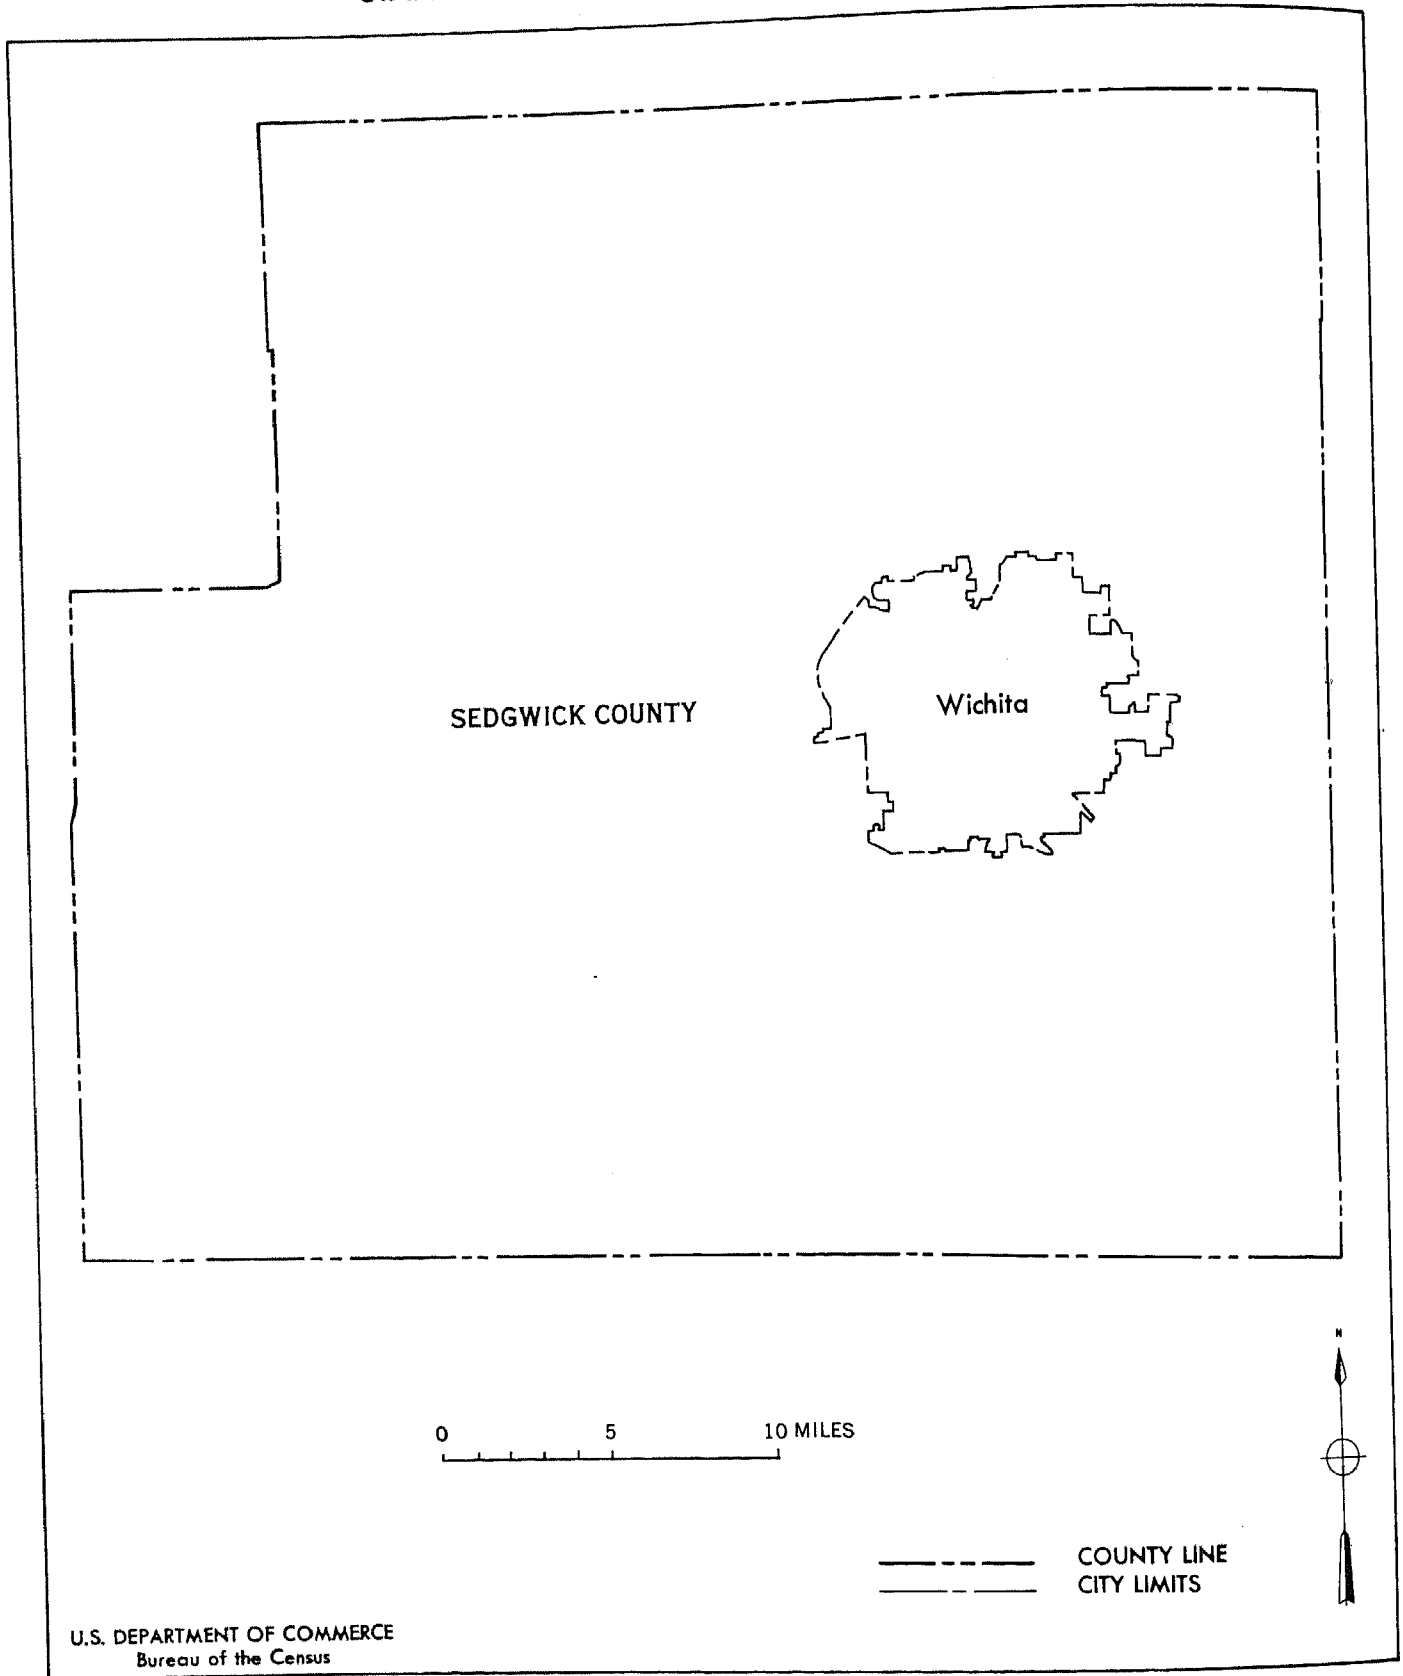 SEDGWICK COUNTY
Wichita
N
0 5 10 MILES
COUNTY LINE
CITY LIMITS
U.S. DEPARTMENT OF COMMERCE
Bureau of the Census